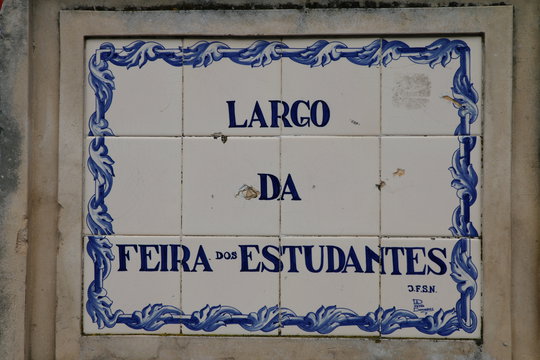 LARGO
DA
FEIRA DOS ESTUDANTES
J.F.S.N.